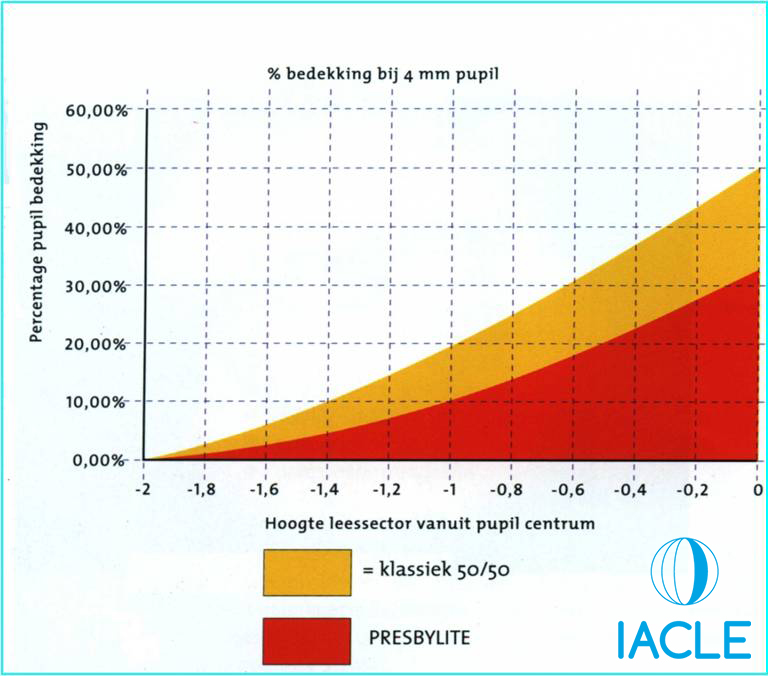 % bedekking bij 4 mm pupil
Percentage pupil bedekking
60,00%
50,00%
40,00%
30,00%
20,00%
10,00%
0,00%
-2 -1,8 -1,6 -1,4 -1,2 -1 -0,8 -0,6 -0,4 -0,2 0
Hoogte leessector vanuit pupil centrum
= klassiek 50/50
PRESBYLITE
IACLE